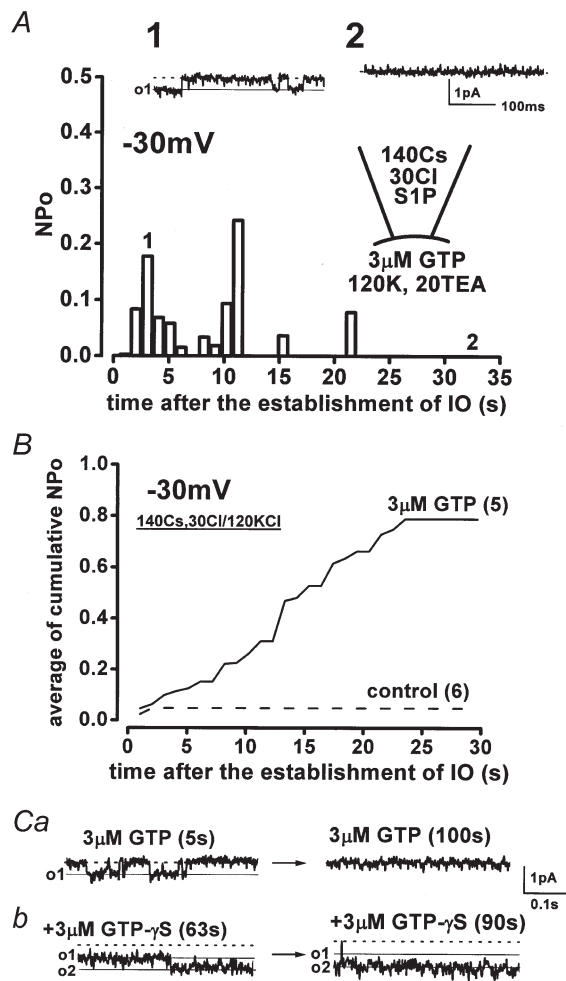 A
1 2
o1
1pA
100ms
0.5
0.4
0.3
0.2
0.1
0.0
NPo
-30mV
1
140Cs
30Cl
S1P
3μM GTP
120K, 20TEA
2
0 5 10 15 20 25 30 35
time after the establishment of IO (s)
B
1.0
0.8
0.6
0.4
0.2
0.0
average of cumulative NPo
-30mV
140Cs,30Cl/120KCl
3μM GTP (5)
control (6)
0 5 10 15 20 25 30
time after the establishment of IO (s)
Ca
3μM GTP (5s) 3μM GTP (100s)
o1
1pA
0.1s
b
+3μM GTP-γS (63s) +3μM GTP-γS (90s)
o1 o1
o2 o2